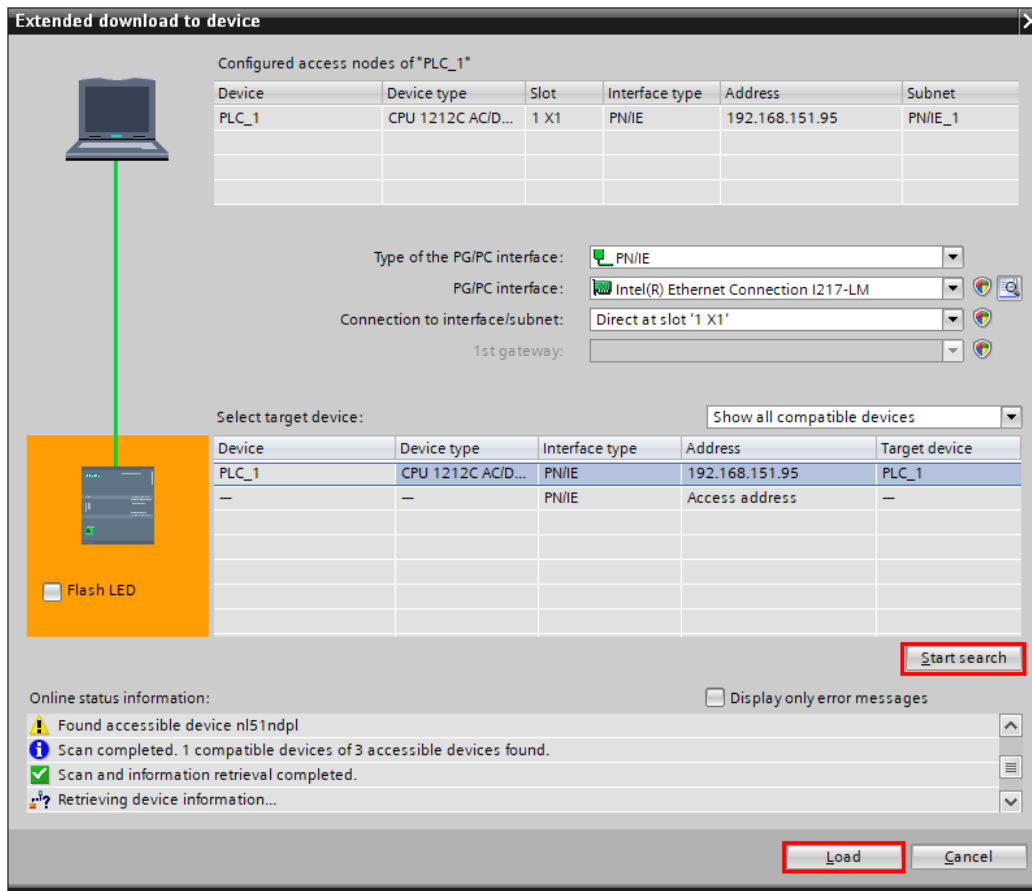 Extended download to device
Configured access nodes of "PLC_1"
Device Device type Slot Interface type Address Subnet
PLC_1 CPU 1212C AC/D... 1 X1 PN/IE 192.168.151.95 PN/IE_1
Type of the PG/PC interface: PN/IE
PG/PC interface: Intel(R) Ethernet Connection I217-LM
Connection to interface/subnet: Direct at slot '1 X1'
1st gateway:
Select target device: Show all compatible devices
Device Device type Interface type Address Target device
PLC_1 CPU 1212C AC/D... PN/IE 192.168.151.95 PLC_1
— — PN/IE Access address —
Flash LED
Start search
Online status information: Display only error messages
Found accessible device nl51ndpl
Scan completed. 1 compatible devices of 3 accessible devices found.
Scan and information retrieval completed.
Retrieving device information...
Load Cancel